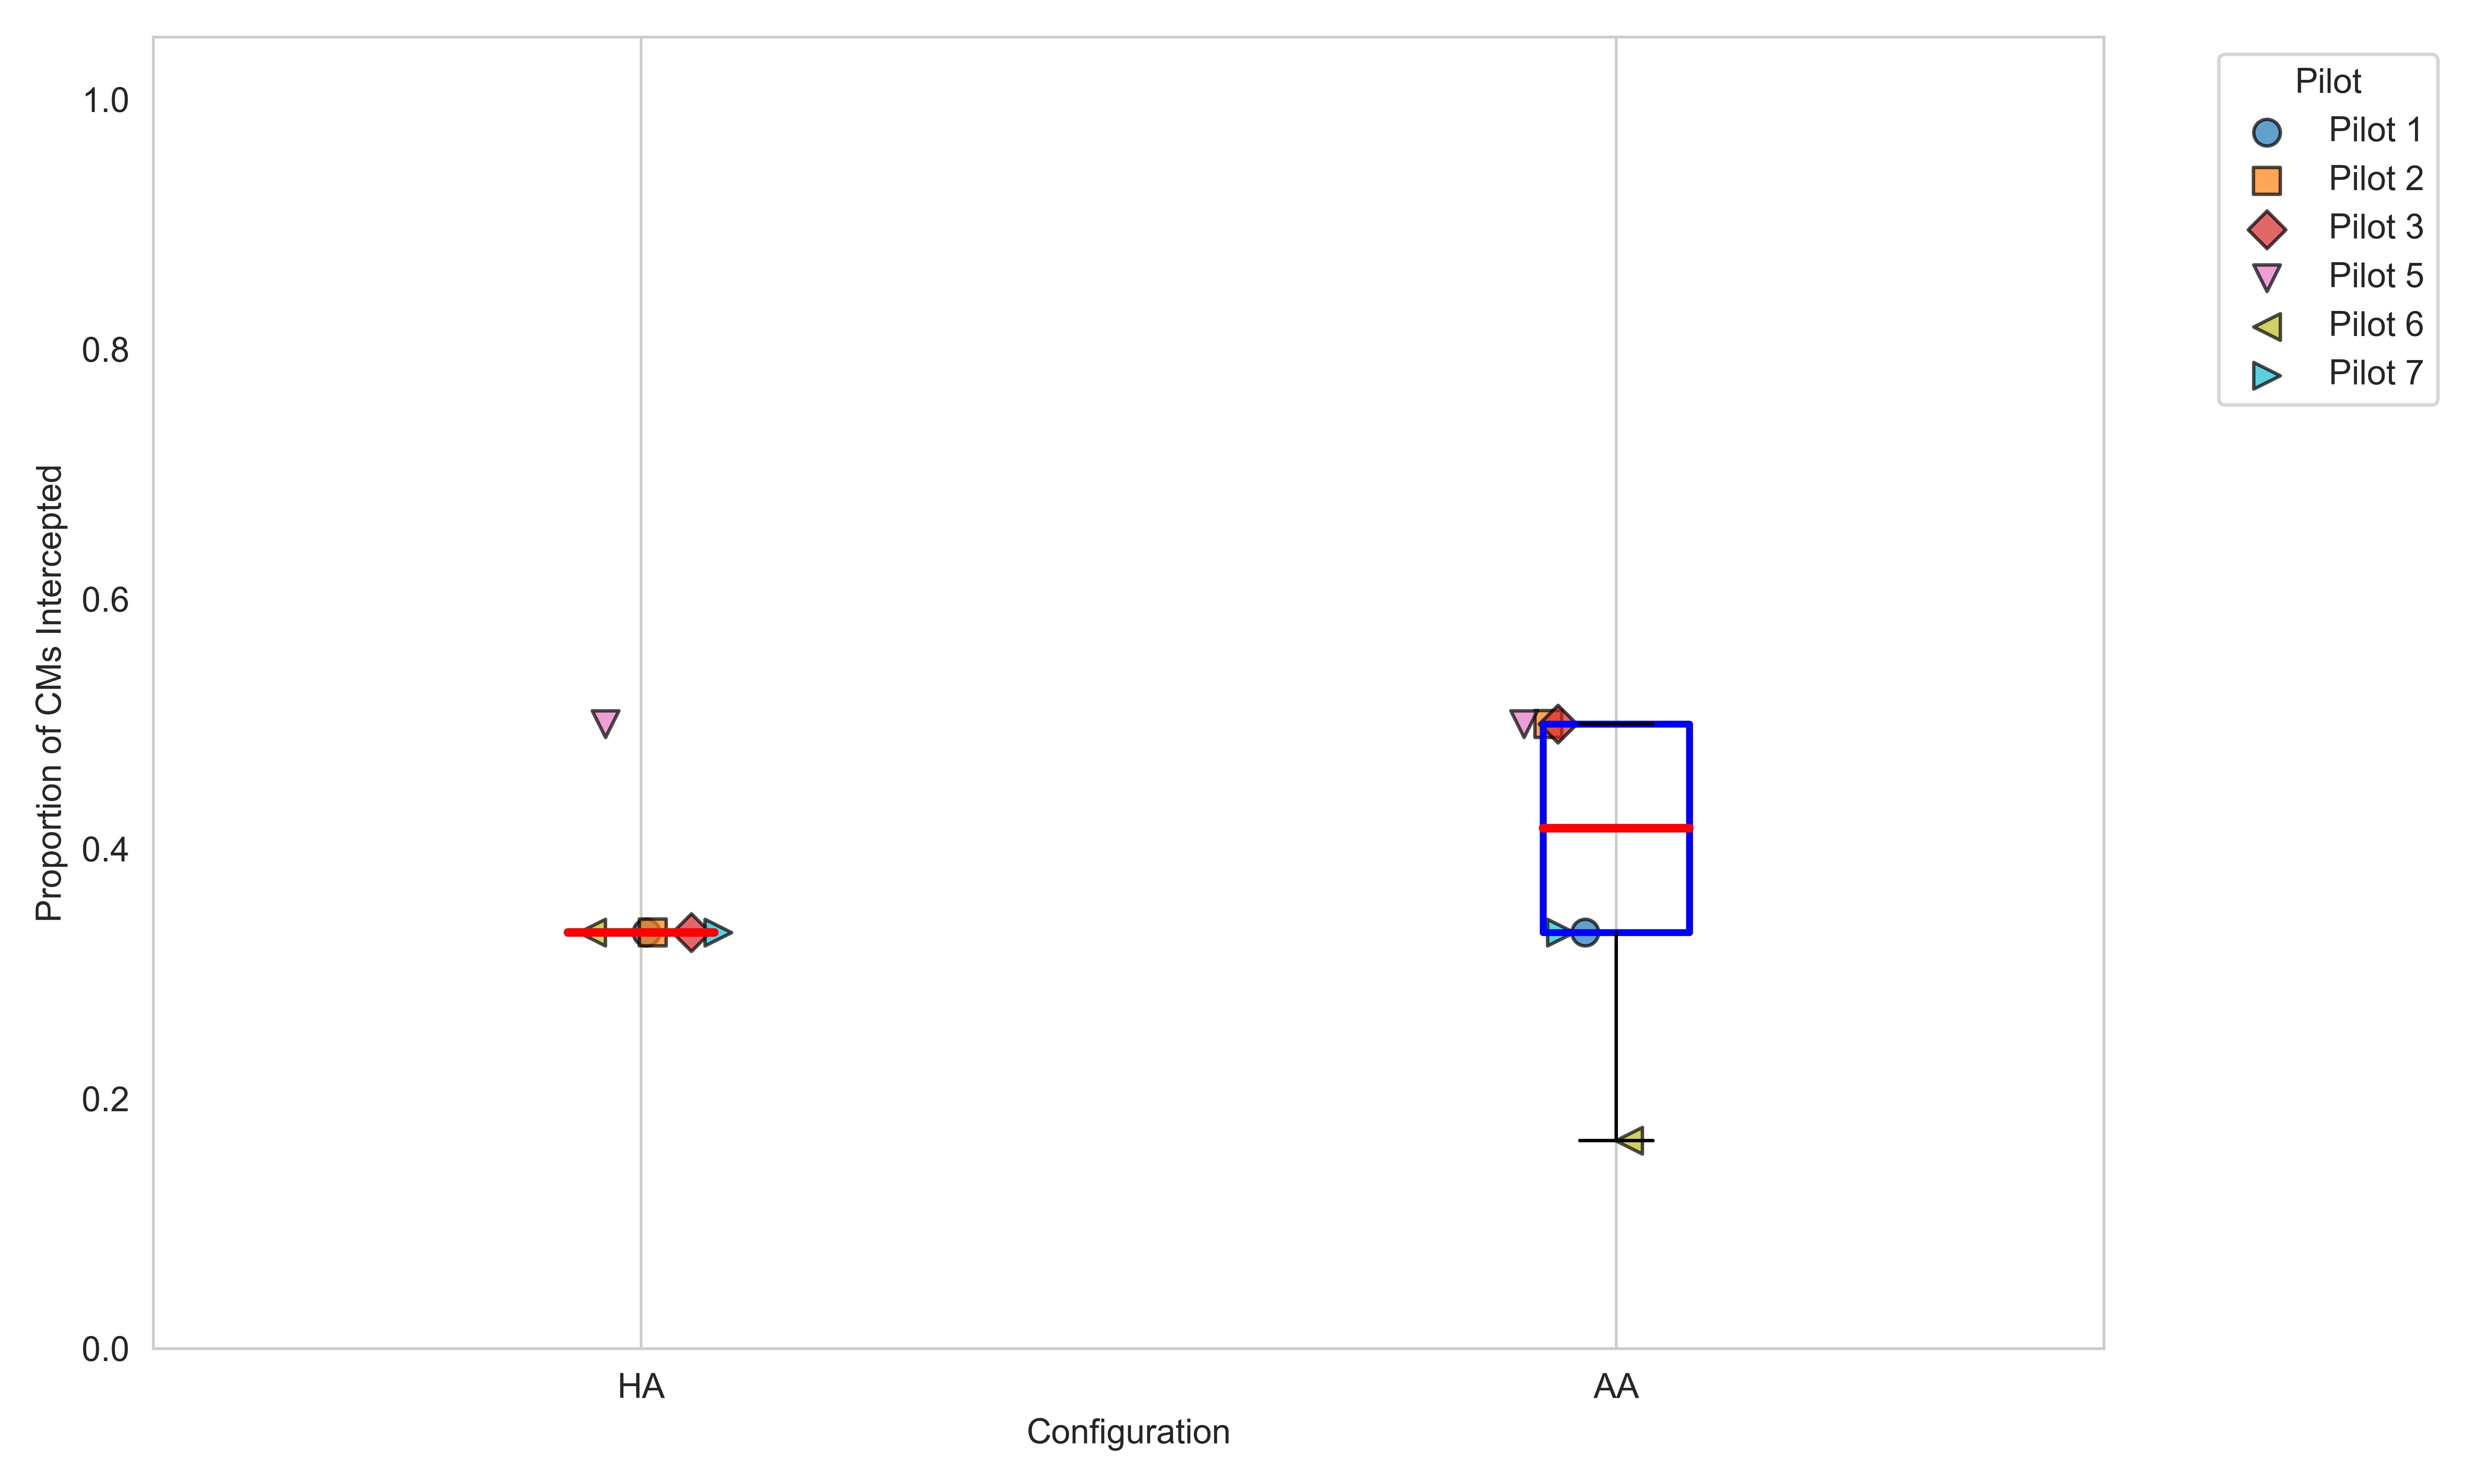 Pilot
Pilot 1
Pilot 2
Pilot 3
Pilot 5
Pilot 6
Pilot 7
1.0
0.8
0.6
0.4
0.2
0.0
Proportion of CMs Intercepted
HA
AA
Configuration